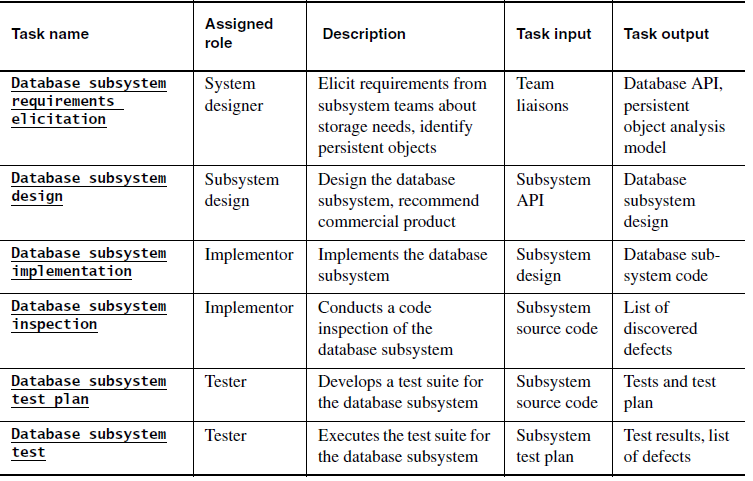 Task name
Assigned
role
Description
Task input
Task output
Database subsystem
requirements
elicitation
System
designer
Elicit requirements from
subsystem teams about
storage needs, identify
persistent objects
Team
liaisons
Database API,
persistent
object analysis
model
Database subsystem
design
Subsystem
design
Design the database
subsystem, recommend
commercial product
Subsystem
API
Database
subsystem
design
Database subsystem
implementation
Implementor
Implements the database
subsystem
Subsystem
design
Database sub-
system code
Database subsystem
inspection
Implementor
Conducts a code
inspection of the
database subsystem
Subsystem
source code
List of
discovered
defects
Database subsystem
test plan
Tester
Develops a test suite for
the database subsystem
Subsystem
source code
Tests and test
plan
Database subsystem
test
Tester
Executes the test suite for
the database subsystem
Subsystem
test plan
Test results, list
of defects